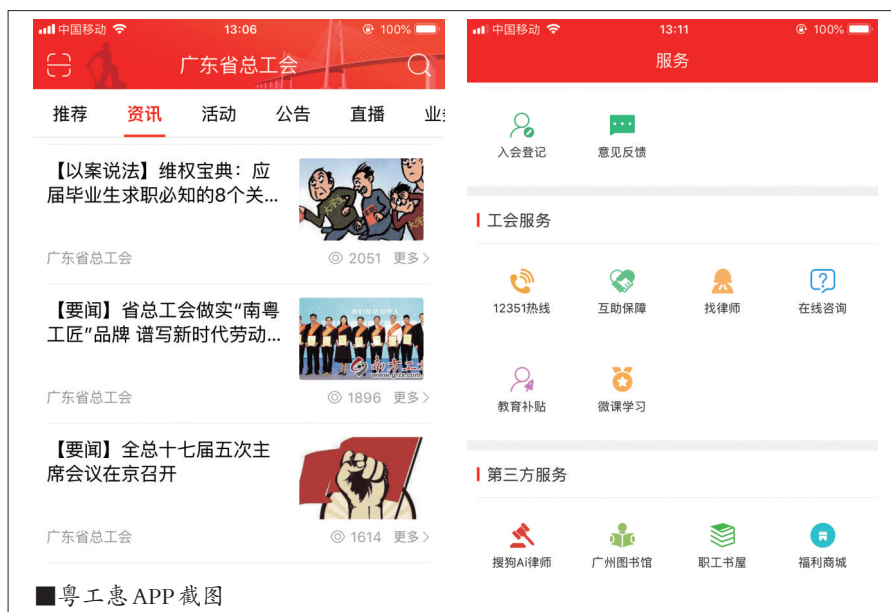 中国移动 13:06 100%
广东省总工会
推荐 资讯 活动 公告 直播
【以案说法】维权宝典：应
届毕业生求职必知的8个关...
广东省总工会 2051 更多>
【要闻】省总工会做实“南粤
工匠”品牌 谱写新时代劳动...
南方工
www.grzx.com.
广东省总工会 1896 更多>
【要闻】全总十七届五次主
席会议在京召开
广东省总工会 1614 更多>
■粤工惠APP截图
中国移动 13:11 100%
服务
入会登记 意见反馈
工会服务
12351热线 互助保障 找律师 在线咨询
教育补贴 微课学习
第三方服务
搜狗Ai律师 广州图书馆 职工书屋 福利商城